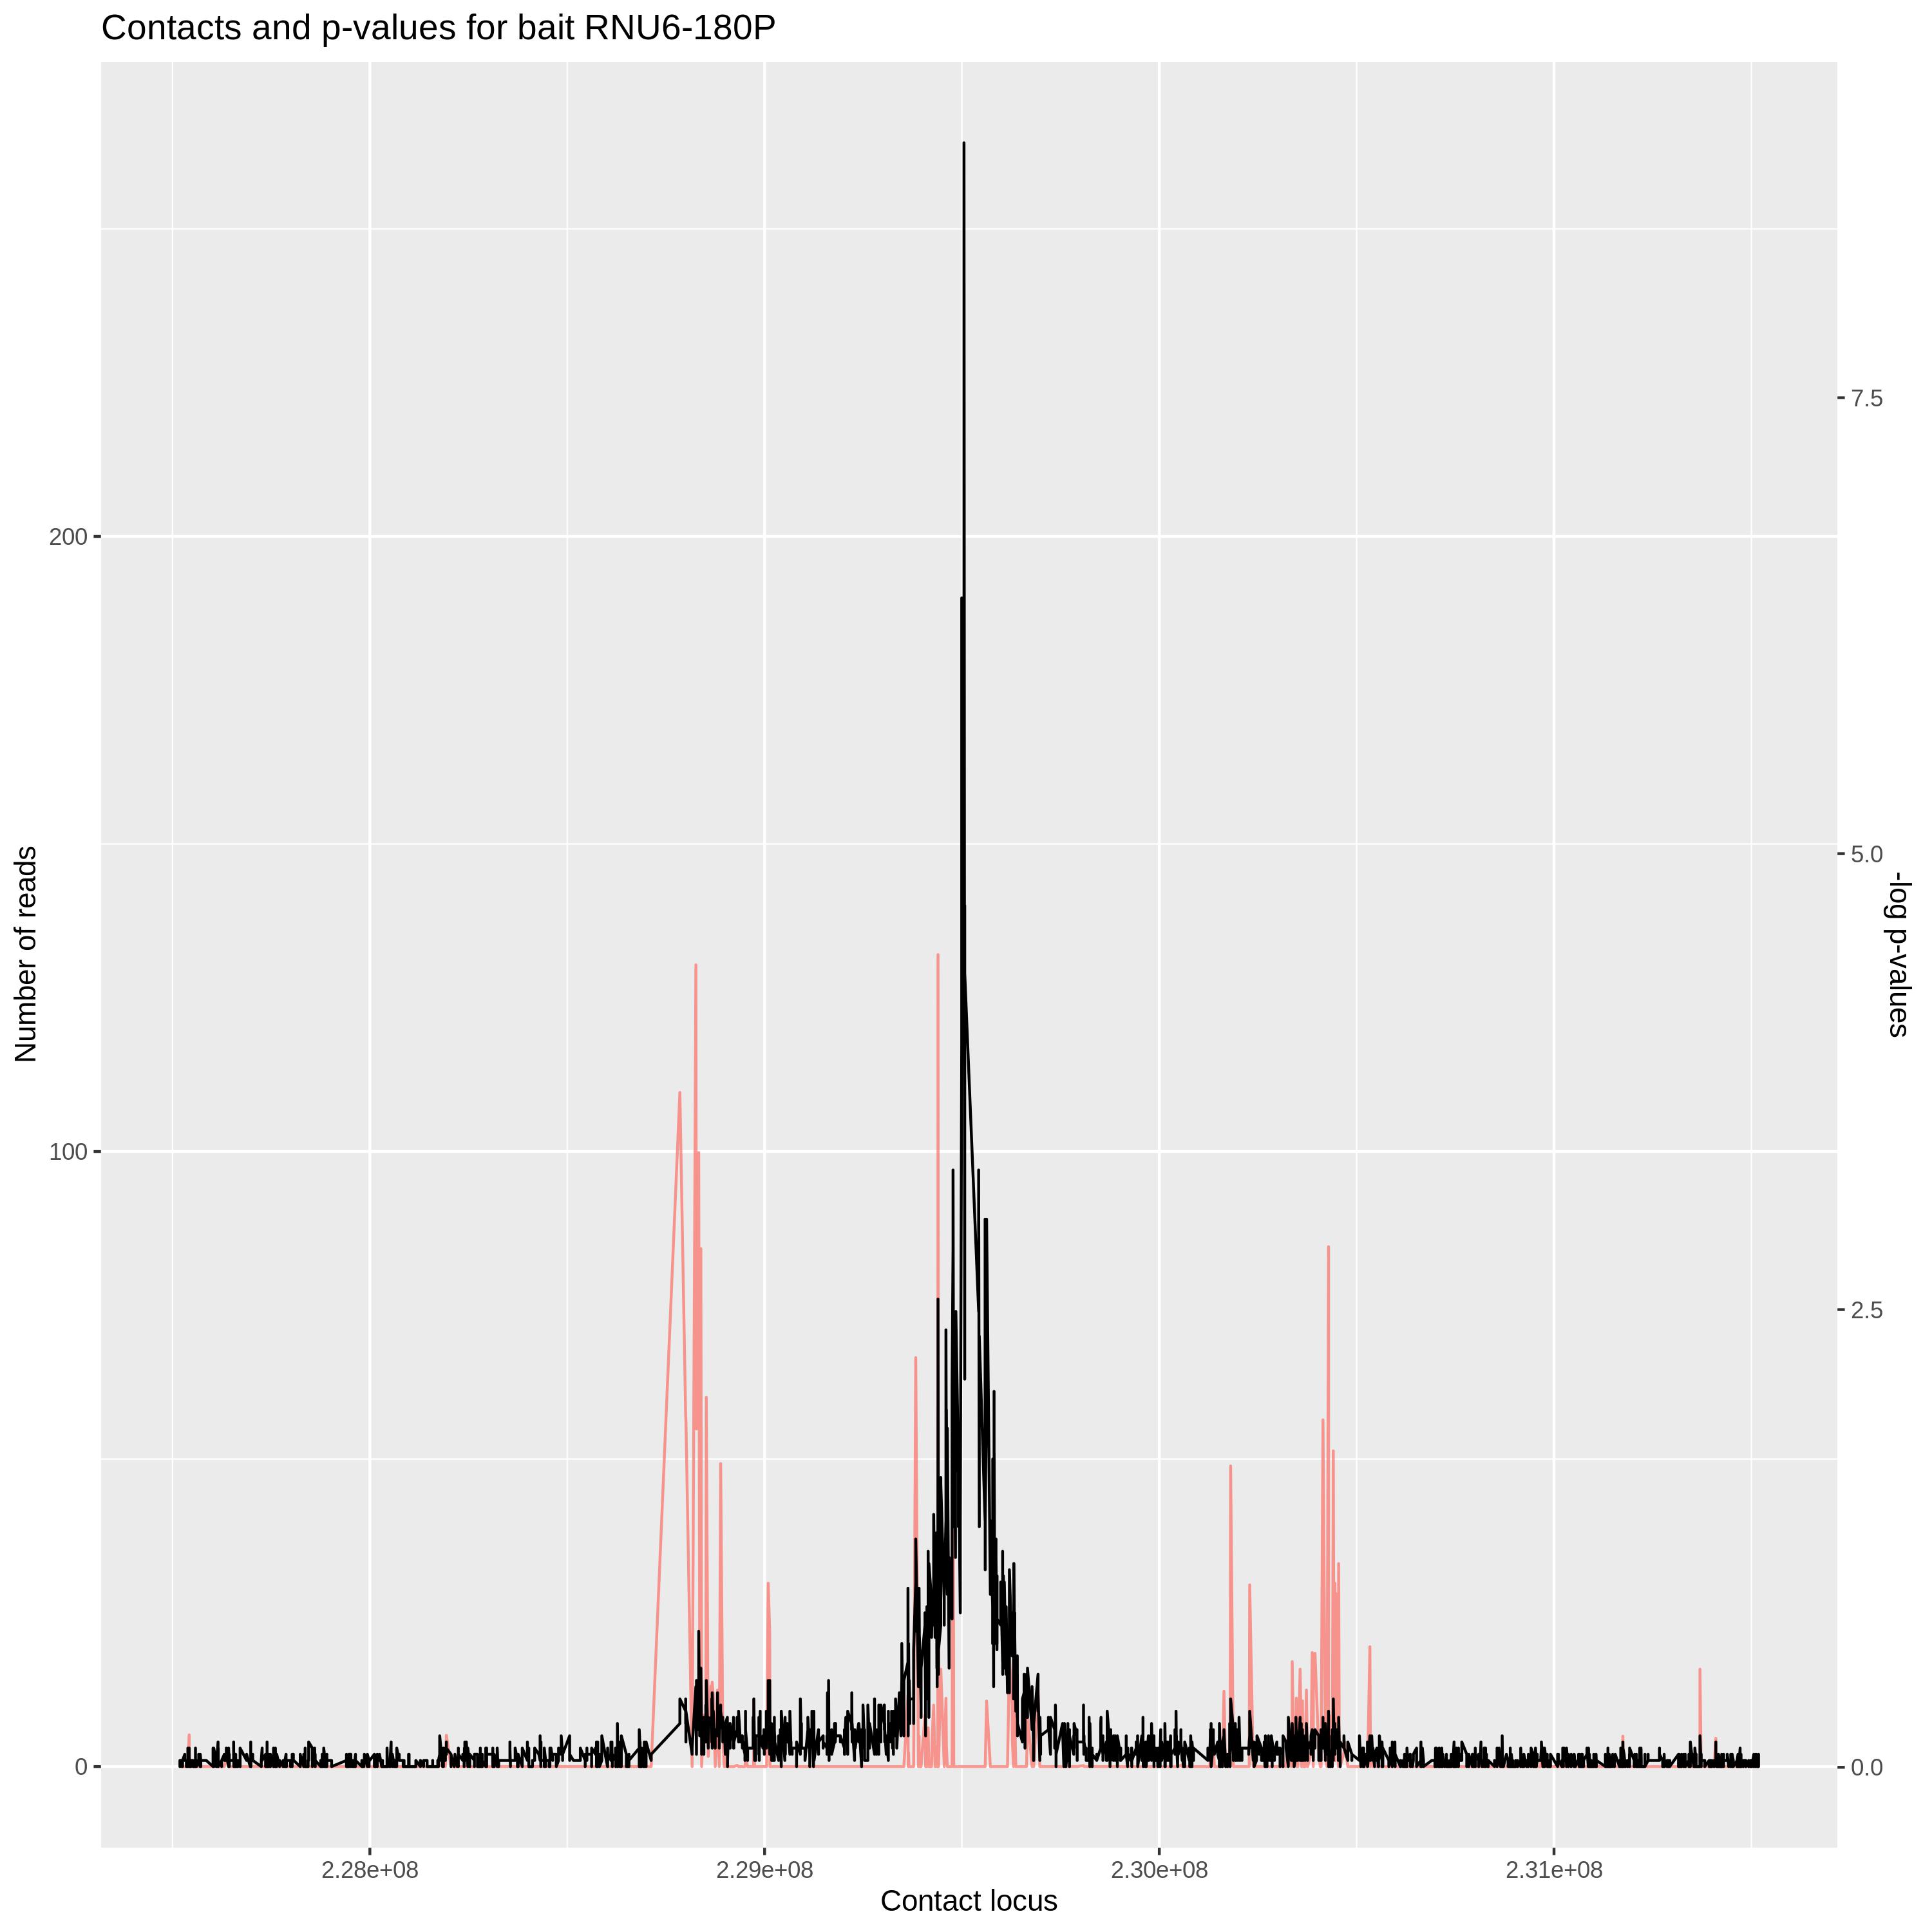 Contacts and p-values for bait RNU6-180P
Number of reads
200
100
0
7.5
5.0
2.5
0.0
-log p-values
2.28e+08
2.29e+08
2.30e+08
2.31e+08
Contact locus